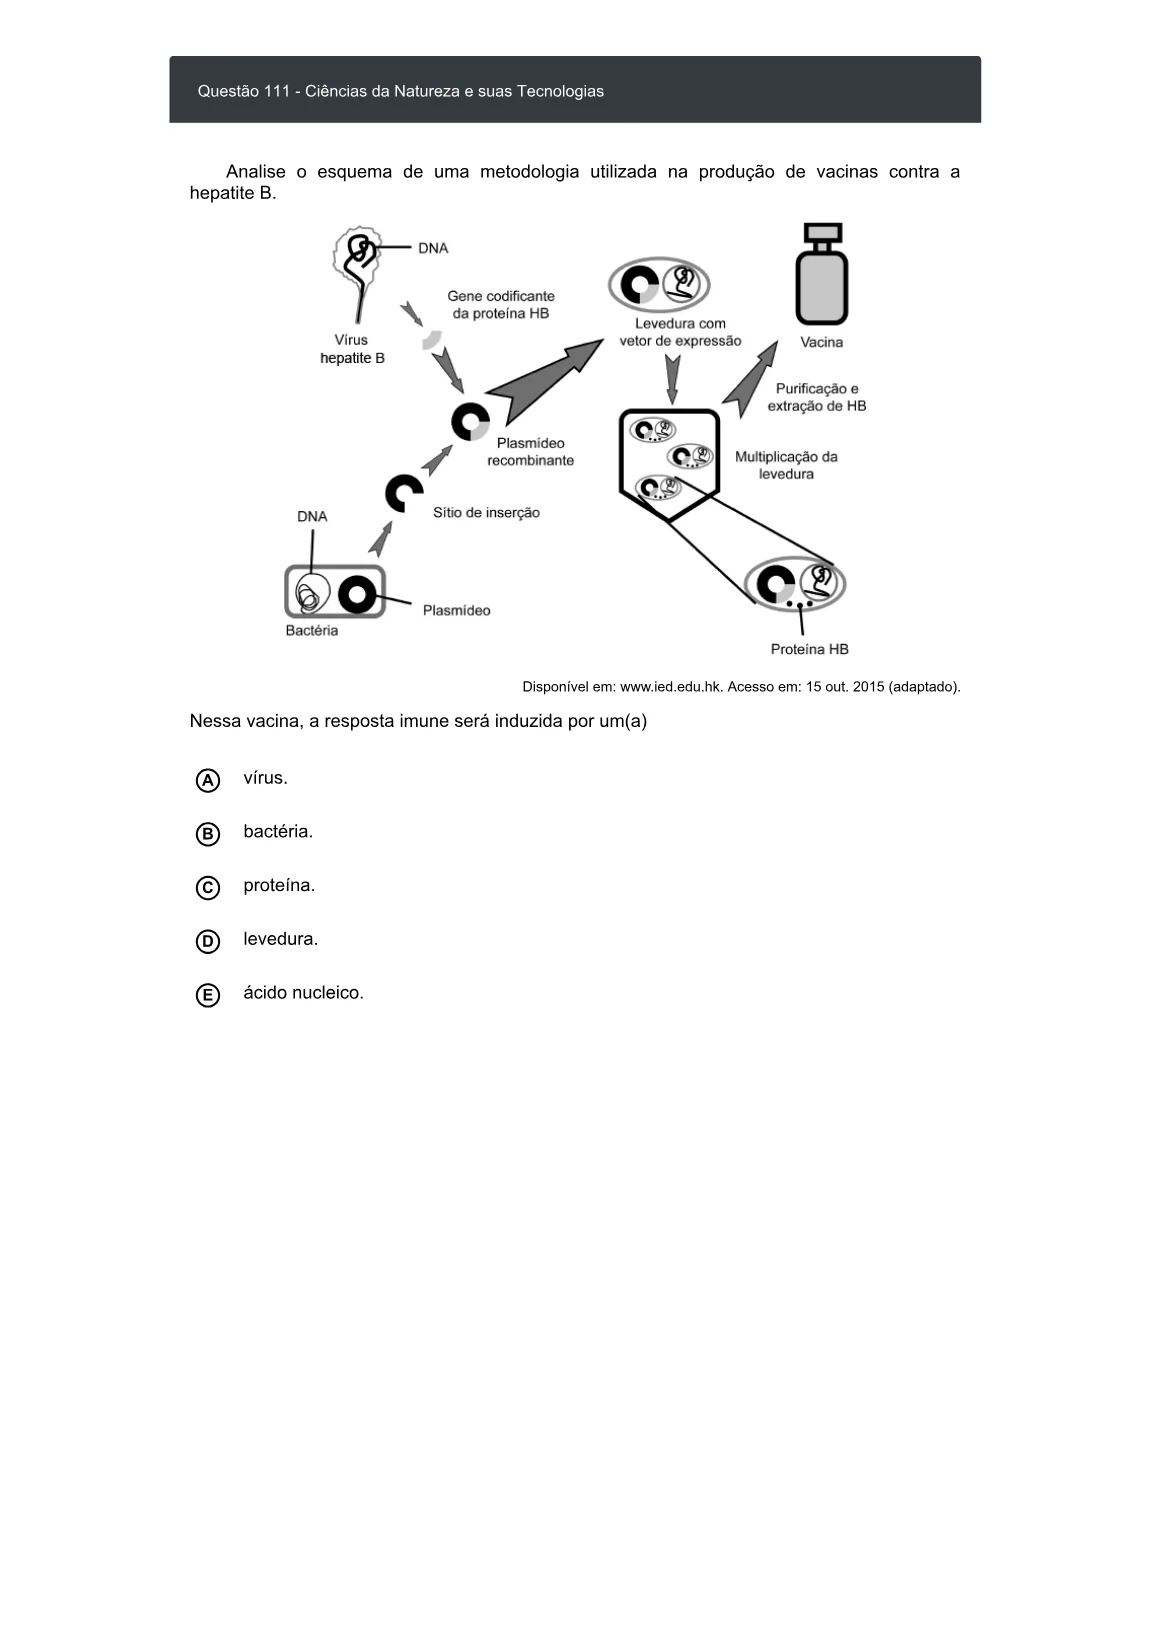 Questão 111 - Ciências da Natureza e suas Tecnologias
Analise o esquema de uma metodologia utilizada na produção de vacinas contra a
hepatite B.
DNA
Gene codificante
da proteína HB
Vírus
hepatite B
Levedura com
vetor de expressão
Vacina
Purificação e
extração de HB
Plasmídeo
recombinante
Multiplicação da
levedura
Sítio de inserção
DNA
Plasmídeo
Bactéria
Proteína HB
Disponível em: www.ied.edu.hk. Acesso em: 15 out. 2015 (adaptado).
Nessa vacina, a resposta imune será induzida por um(a)
A vírus.
B bactéria.
C proteína.
D levedura.
E ácido nucleico.